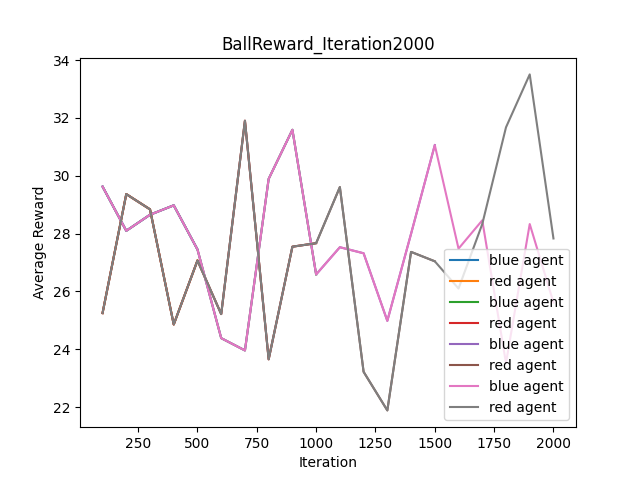 BallReward_Iteration2000
34
32
30
28
26
24
22
Average Reward
250
500
750
1000
1250
1500
1750
2000
Iteration
blue agent
red agent
blue agent
red agent
blue agent
red agent
blue agent
red agent